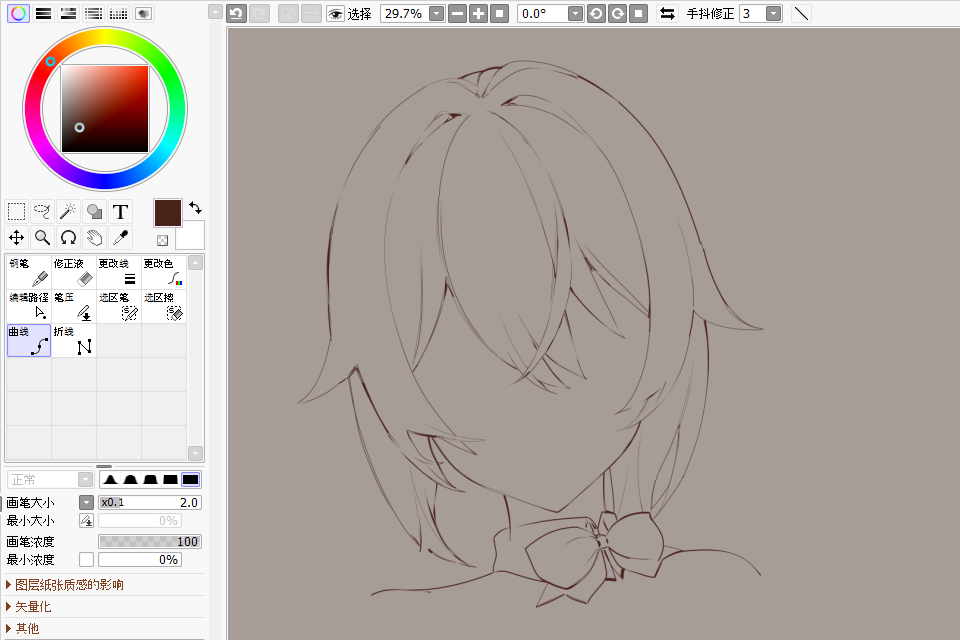 选择 29.7% 0.0° 手抖修正 3
T
钢笔 修正液 更改线 更改色
编辑路径 笔压 选区笔 选区擦
曲线 折线
正常
画笔大小 x0.1 2.0
最小大小 0%
画笔浓度 100
最小浓度 0%
图层纸张质感的影响
矢量化
其他